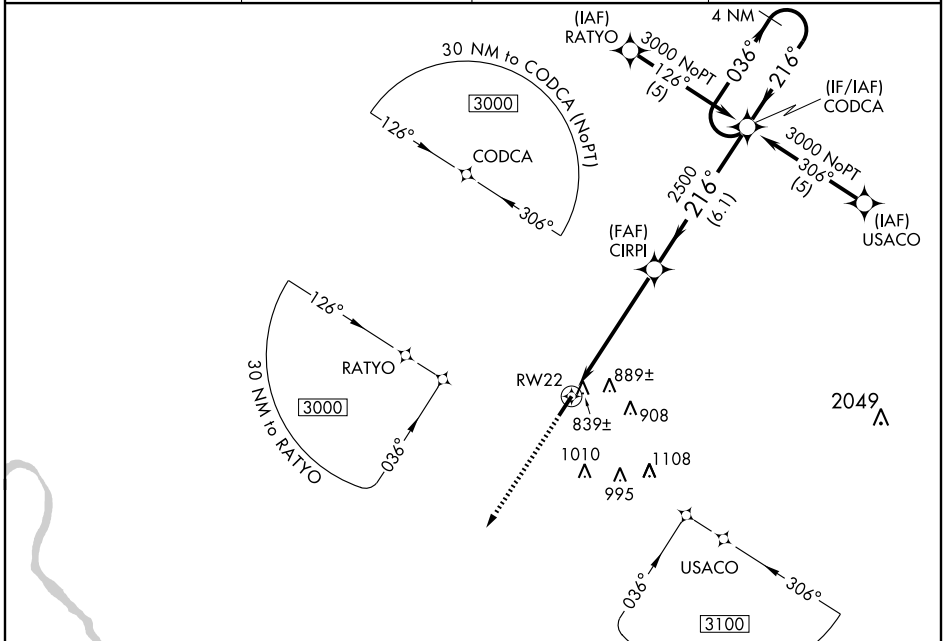 (IAF)
RATYO
4 NM
3000 NoPT
126°
(5)
036°
216°
(IF/IAF)
CODCA
30 NM to CODCA (NoPT)
3000
126°
CODCA
306°
3000 NoPT
306°
(5)
(IAF)
USACO
2500
216°
(6.1)
(FAF)
CIRPI
126°
RATYO
30 NM to RATYO
3000
036°
RW22
889±
839±
908
2049
1010
995
1108
USACO
036°
306°
3100